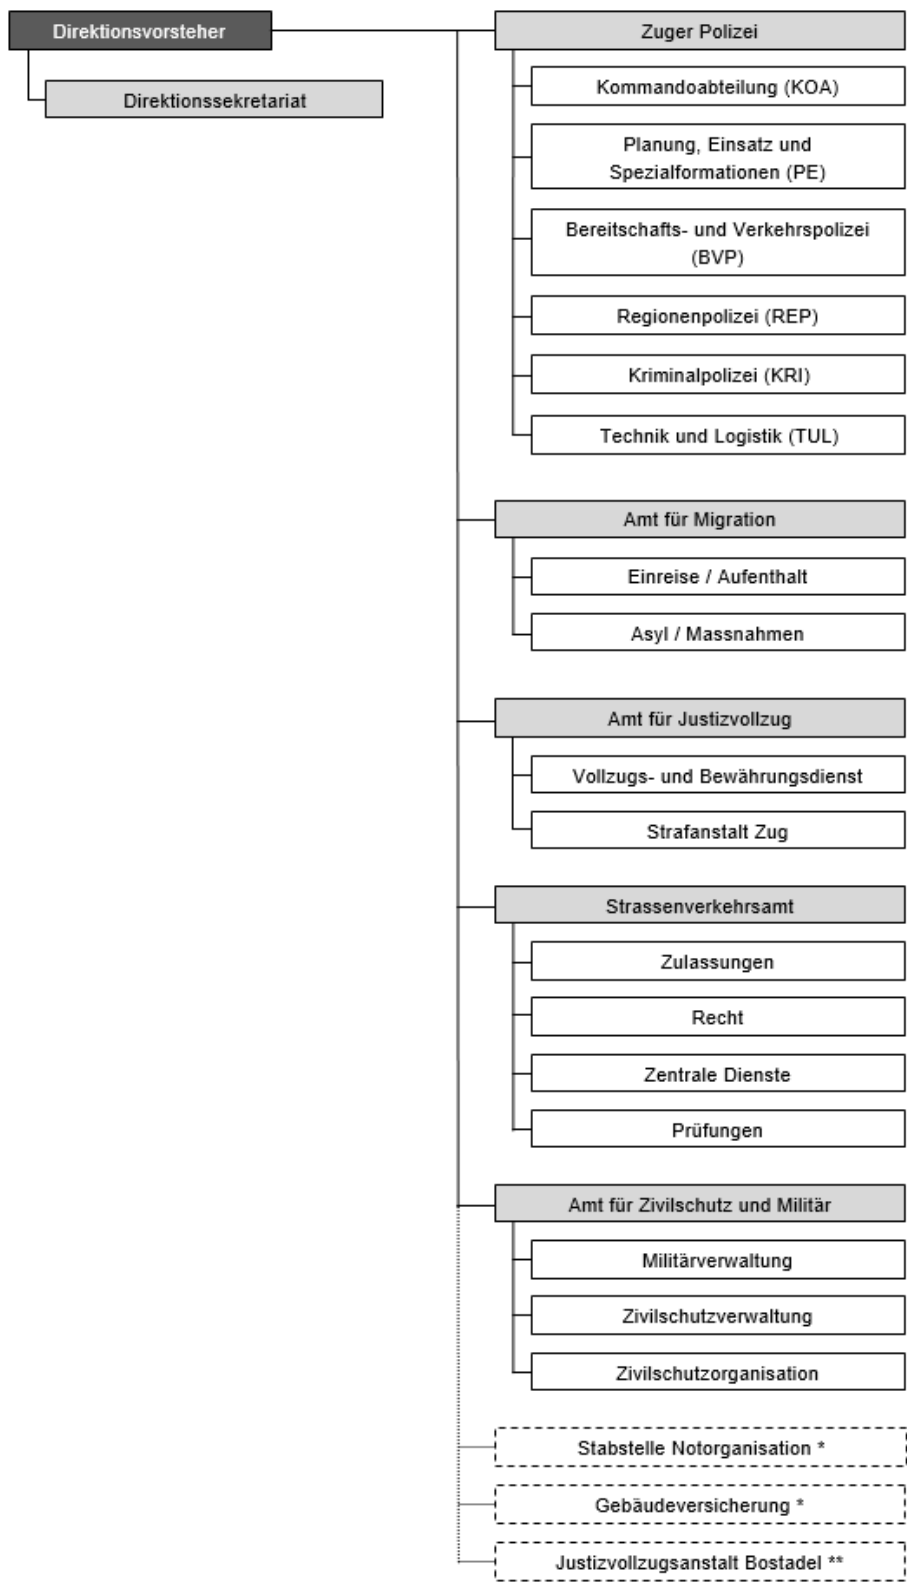 Direktionsvorsteher
Direktionssekretariat
Zuger Polizei
Kommandoabteilung (KOA)
Planung, Einsatz und
Spezialformationen (PE)
Bereitschafts- und Verkehrspolizei
(BVP)
Regionenpolizei (REP)
Kriminalpolizei (KRI)
Technik und Logistik (TUL)
Amt für Migration
Einreise / Aufenthalt
Asyl / Massnahmen
Amt für Justizvollzug
Vollzugs- und Bewährungsdienst
Strafanstalt Zug
Strassenverkehrsamt
Zulassungen
Recht
Zentrale Dienste
Prüfungen
Amt für Zivilschutz und Militär
Militärverwaltung
Zivilschutzverwaltung
Zivilschutzorganisation
Stabstelle Notorganisation *
Gebäudeversicherung *
Justizvollzugsanstalt Bostadel **